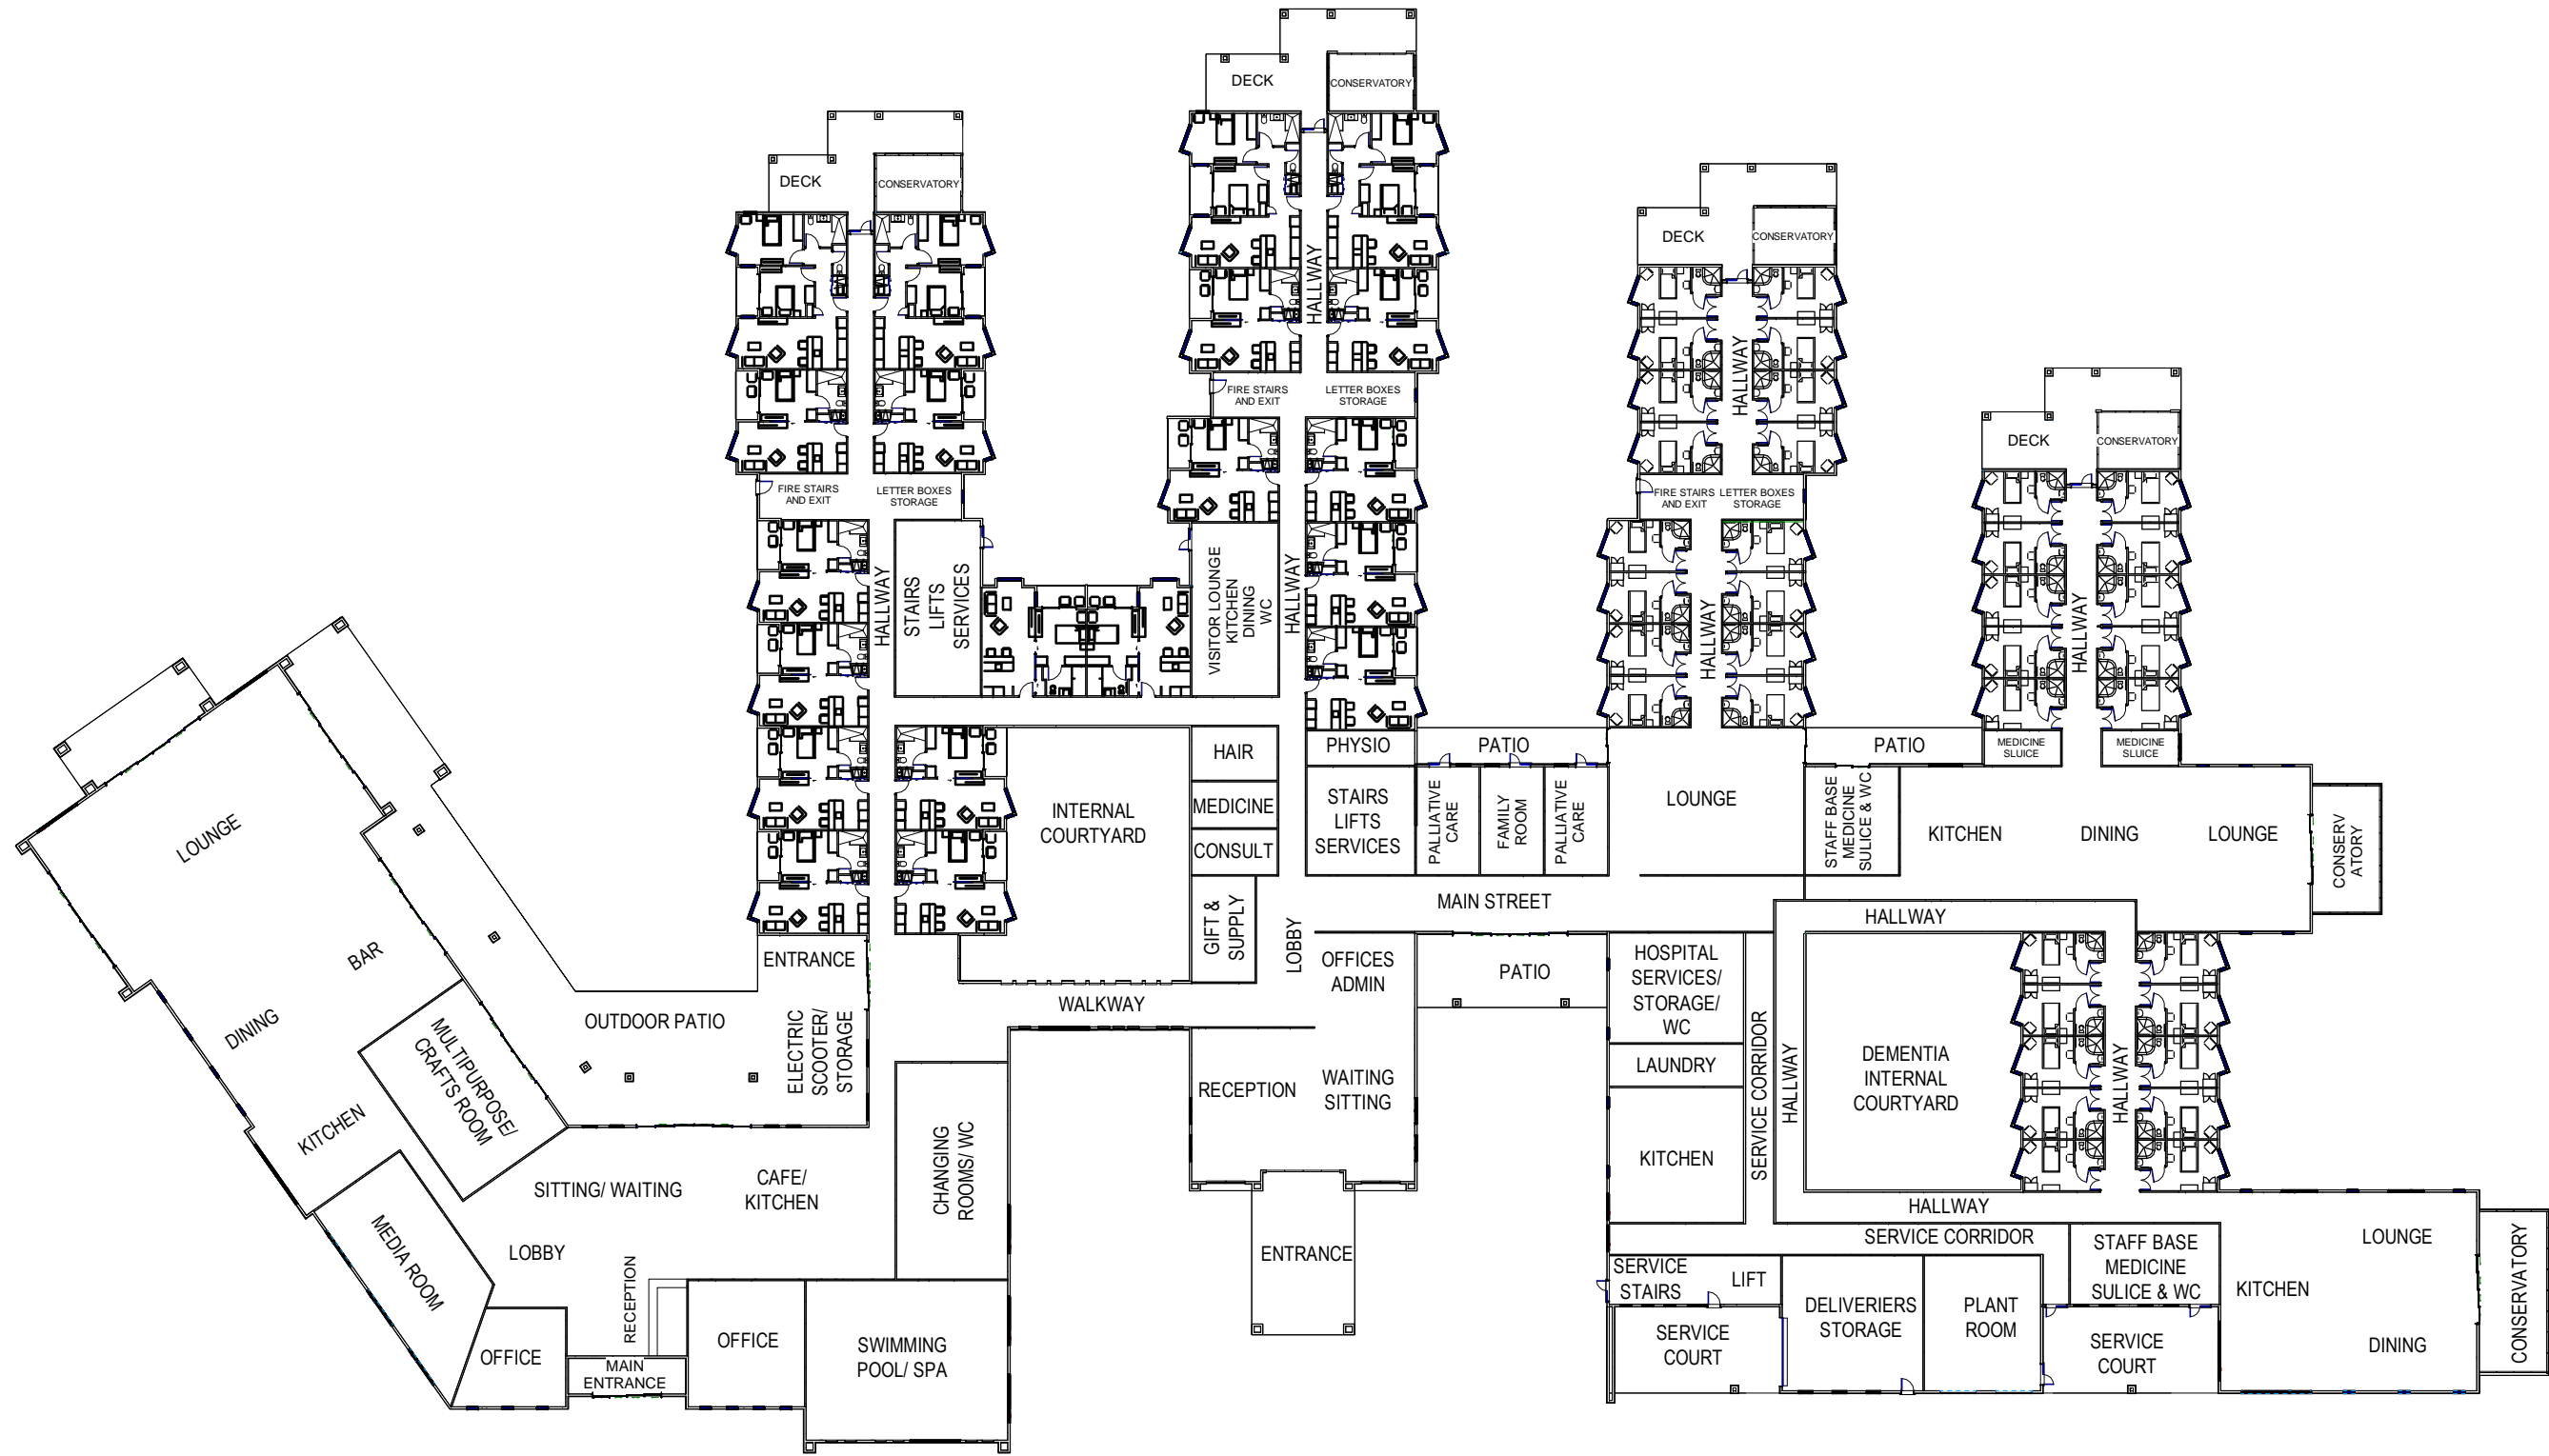 DECK
CONSERVATORY
HALLWAY
FIRE STAIRS
AND EXIT
LETTER BOXES
STORAGE
DECK
CONSERVATORY
FIRE STAIRS
AND EXIT
LETTER BOXES
STORAGE
HALLWAY
STAIRS
LIFTS
SERVICES
VISITOR LOUNGE
KITCHEN
DINING
WC
HALLWAY
DECK
CONSERVATORY
HALLWAY
FIRE STAIRS
AND EXIT
LETTER BOXES
STORAGE
HALLWAY
DECK
CONSERVATORY
HALLWAY
MEDICINE
SLUICE
MEDICINE
SLUICE
HAIR
MEDICINE
CONSULT
GIFT &
SUPPLY
INTERNAL
COURTYARD
PHYSIO
PATIO
STAIRS
LIFTS
SERVICES
PALLIATIVE
CARE
FAMILY
ROOM
PALLIATIVE
CARE
LOUNGE
PATIO
STAFF BASE
MEDICINE
SULICE & WC
KITCHEN
DINING
LOUNGE
CONSERV
ATORY
MAIN STREET
HALLWAY
LOUNGE
BAR
DINING
KITCHEN
MULTIPURPOSE/
CRAFTS ROOM
MEDIA ROOM
OUTDOOR PATIO
ENTRANCE
ELECTRIC
SCOOTER/
STORAGE
WALKWAY
LOBBY
OFFICES
ADMIN
PATIO
RECEPTION
WAITING
SITTING
ENTRANCE
HOSPITAL
SERVICES/
STORAGE/
WC
LAUNDRY
KITCHEN
SERVICE CORRIDOR
HALLWAY
DEMENTIA
INTERNAL
COURTYARD
HALLWAY
HALLWAY
SITTING/ WAITING
CAFE/
KITCHEN
CHANGING
ROOMS/ WC
LOBBY
RECEPTION
OFFICE
MAIN
ENTRANCE
OFFICE
SWIMMING
POOL/ SPA
SERVICE CORRIDOR
SERVICE
STAIRS
LIFT
SERVICE
COURT
DELIVERIERS
STORAGE
PLANT
ROOM
STAFF BASE
MEDICINE
SULICE & WC
SERVICE
COURT
LOUNGE
KITCHEN
DINING
CONSERVATORY